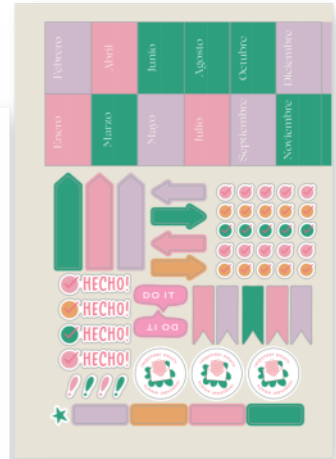 Febrero
Abril
Junio
Agosto
Octubre
Diciembre
Enero
Marzo
Mayo
Julio
Septiembre
Noviembre
HECHO!
HECHO!
HECHO!
HECHO!
DO IT
DO IT